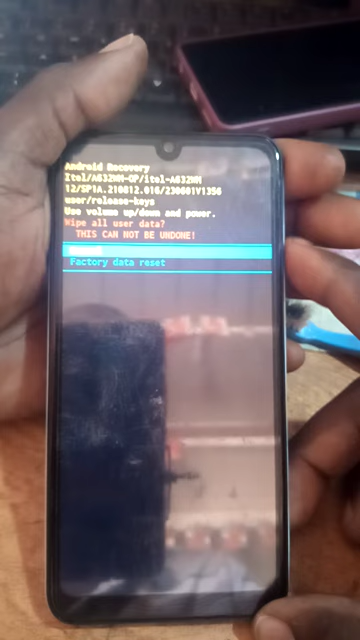 Android Recovery
Itel/A632WM-OP/itel-A632WM
12/SP1A.210812.016/230601V1356
user/release-keys
Use volume up/down and power.
Wipe all user data?
THIS CAN NOT BE UNDONE!
Factory data reset